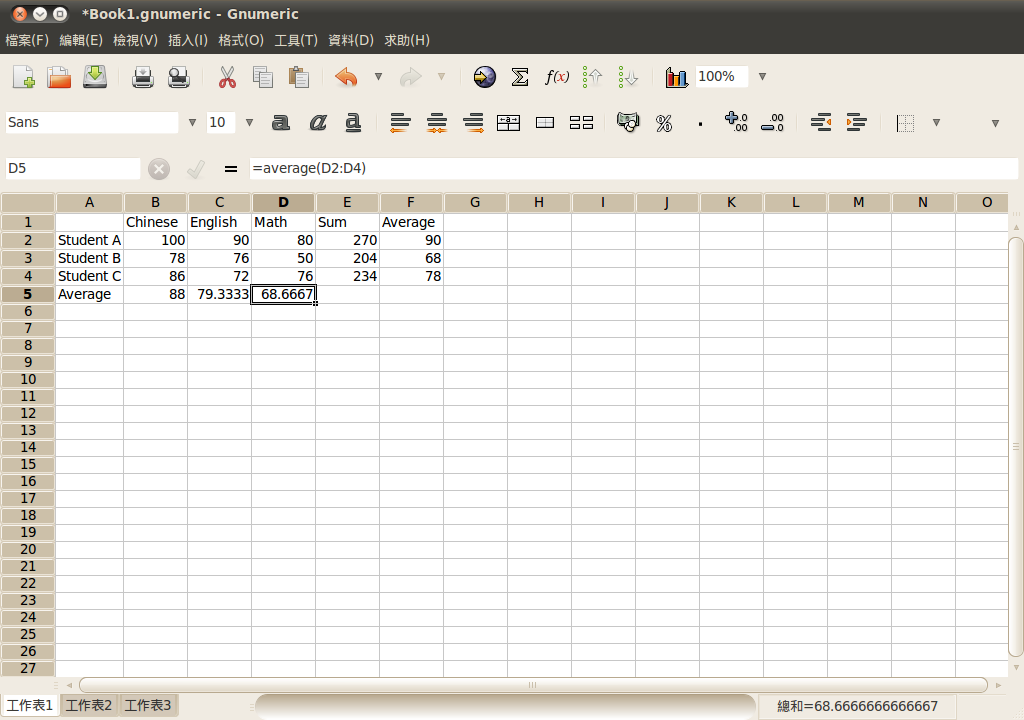 *Book1.gnumeric - Gnumeric
檔案(F) 編輯(E) 檢視(V) 插入(I) 格式(O) 工具(T) 資料(D) 求助(H)
f(x) 100%
Sans 10 a a a %  .00 .00
D5 = =average(D2:D4)
A B C D E F G H I J K L M N O
1 Chinese English Math Sum Average
2 Student A 100 90 80 270 90
3 Student B 78 76 50 204 68
4 Student C 86 72 76 234 78
5 Average 88 79.3333 68.6667
6
7
8
9
10
11
12
13
14
15
16
17
18
19
20
21
22
23
24
25
26
27
工作表1 工作表2 工作表3 總和=68.6666666666667